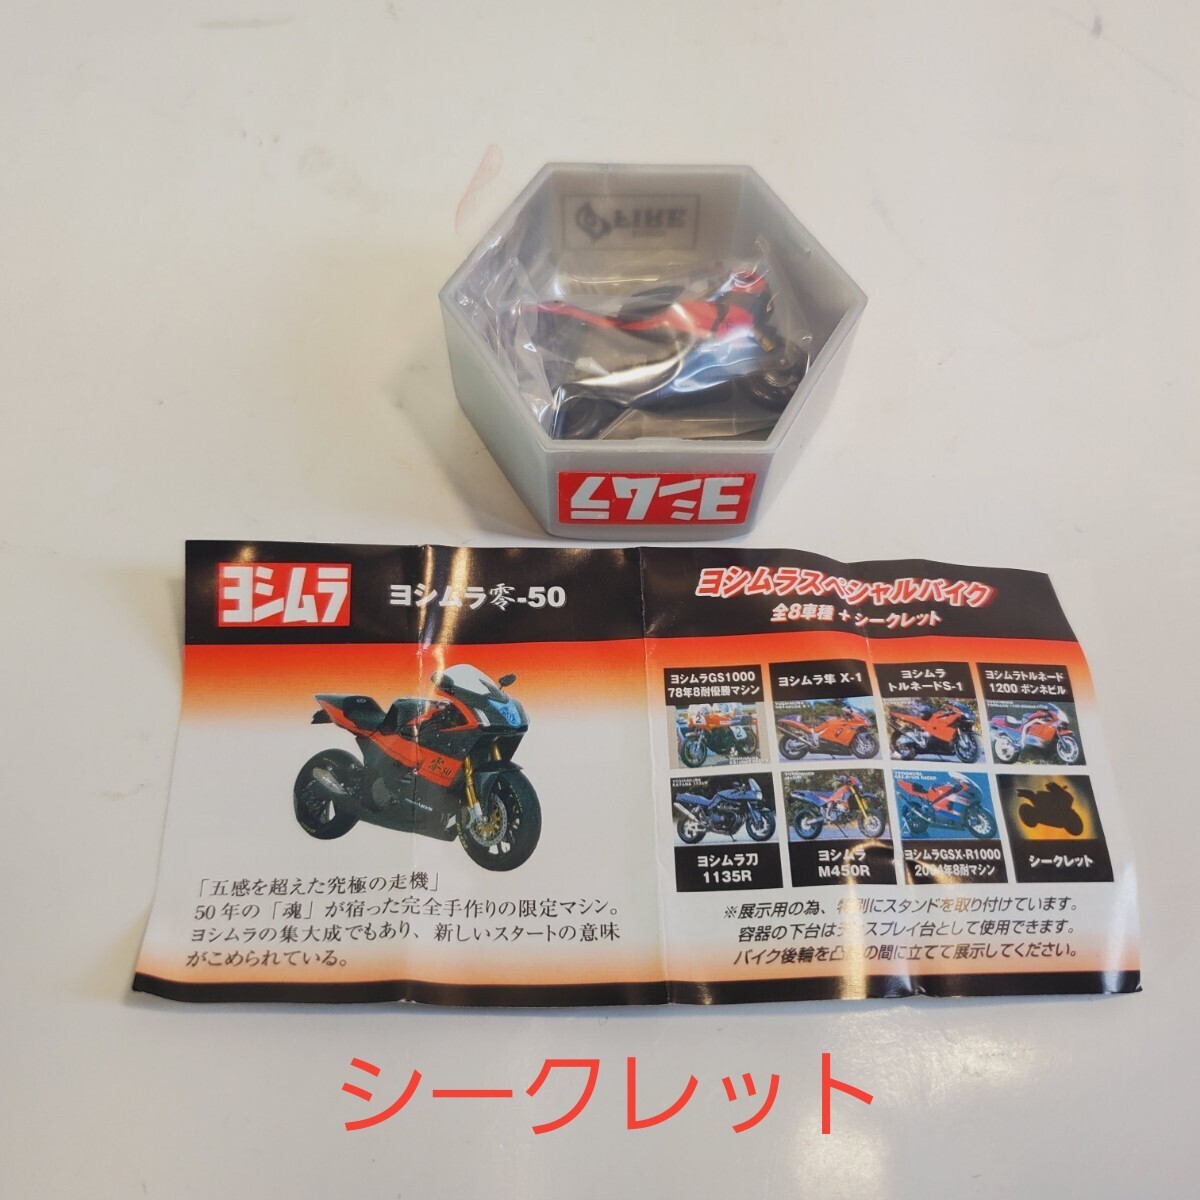 FIRE
ヨシムラ
ヨシムラ
ヨシムラ零-50
零-50
「五感を超えた究極の走機」
50年の「魂」が宿った完全手作りの限定マシン。
ヨシムラの集大成でもあり、新しいスタートの意味
がこめられている。
ヨシムラスペシャルバイク
全8車種+シークレット
ヨシムラGS1000
78年8耐優勝マシン
ヨシムラ隼 X-1
ヨシムラ
トルネードS-1
ヨシムラトルネード
1200 ボンネビル
ヨシムラ刀
1135R
ヨシムラ
M450R
ヨシムラGSX-R1000
2004年8耐マシン
シークレット
※展示用の為、特別にスタンドを取り付けています。
容器の下台はディスプレイ台として使用できます。
バイク後輪を凸凸の間に立てて展示してください。
シークレット